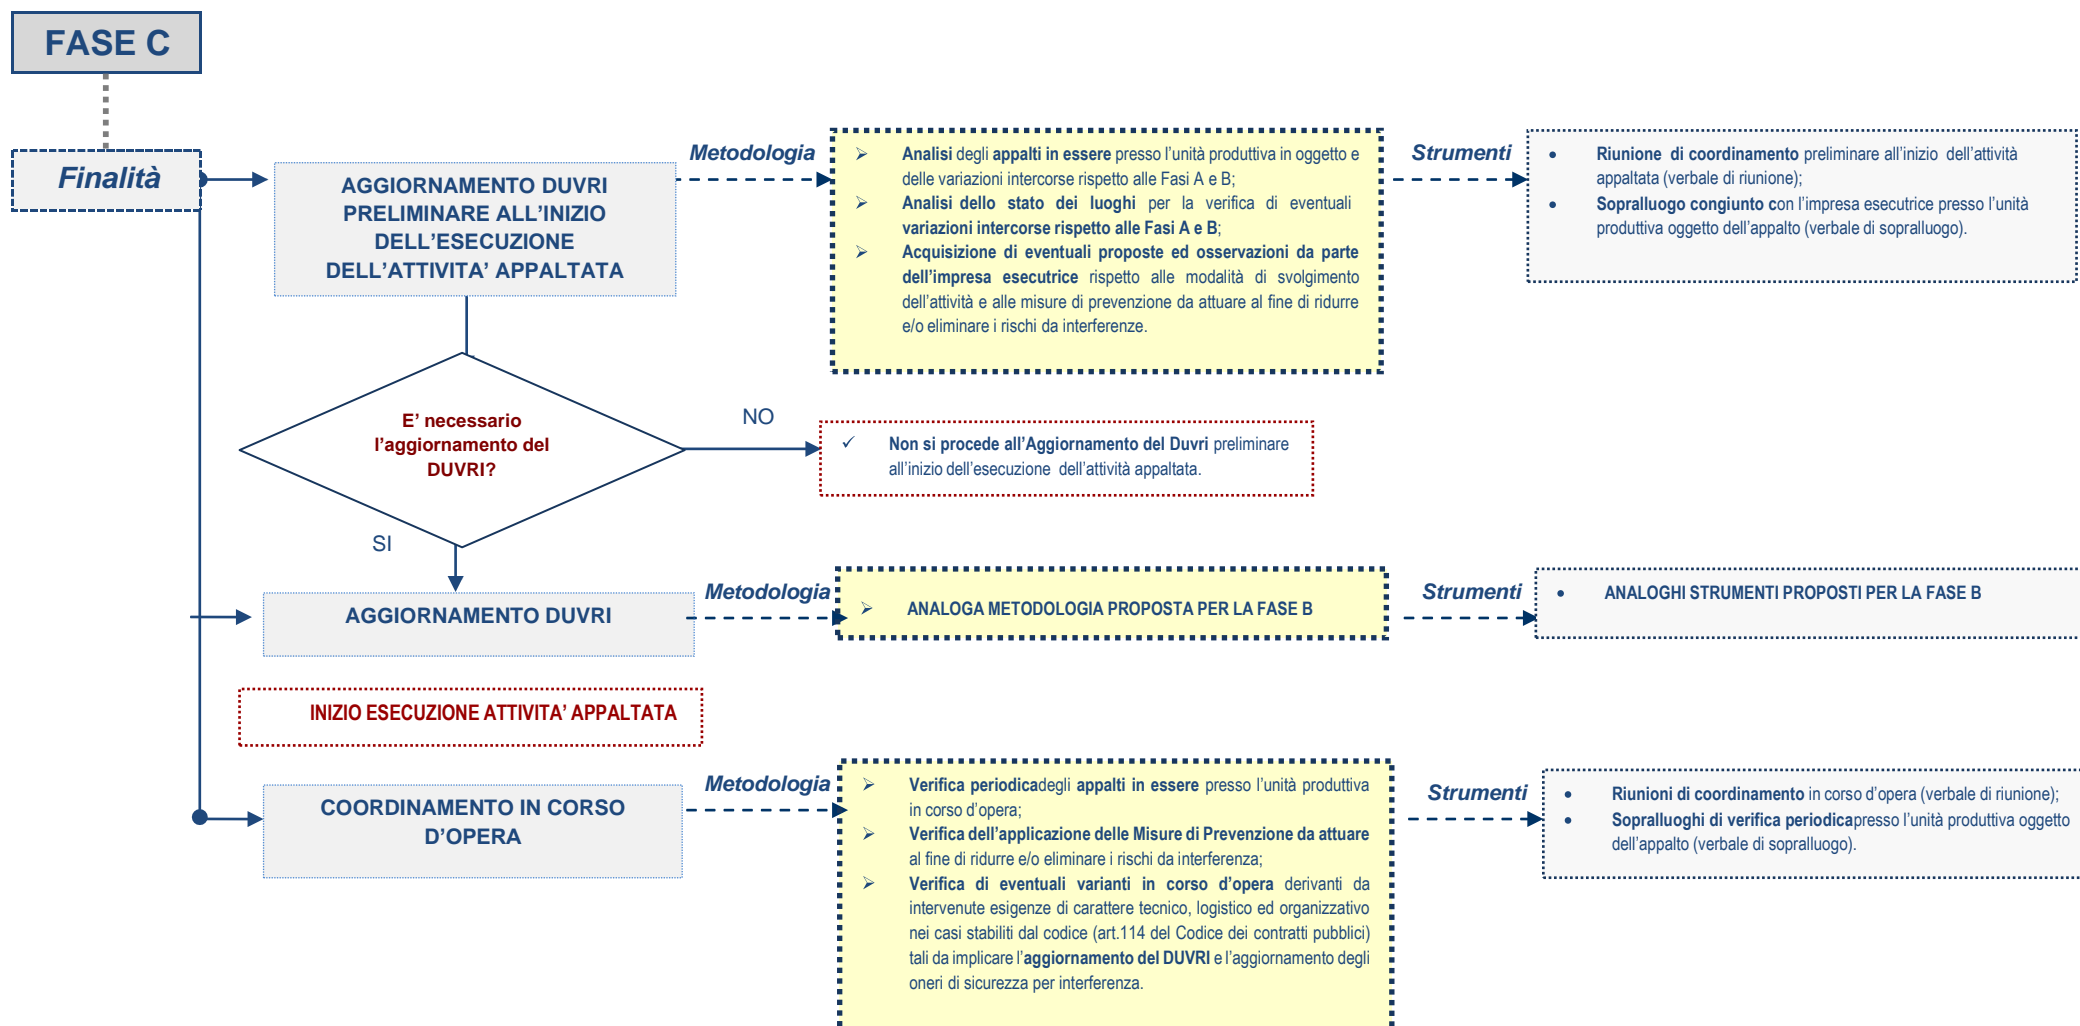 FASE C
Finalità
AGGIORNAMENTO DUVRI
PRELIMINARE ALL’INIZIO
DELL’ESECUZIONE
DELL’ATTIVITA’ APPALTATA
Metodologia
➢ Analisi degli appalti in essere presso l’unità produttiva in oggetto e
delle variazioni intercorse rispetto alle Fasi A e B;
➢ Analisi dello stato dei luoghi per la verifica di eventuali
variazioni intercorse rispetto alle Fasi A e B;
➢ Acquisizione di eventuali proposte ed osservazioni da parte
dell’impresa esecutrice rispetto alle modalità di svolgimento
dell’attività e alle misure di prevenzione da attuare al fine di ridurre
e/o eliminare i rischi da interferenze.
Strumenti
• Riunione di coordinamento preliminare all’inizio dell’attività
appaltata (verbale di riunione);
• Sopralluogo congiunto con l’impresa esecutrice presso l’unità
produttiva oggetto dell’appalto (verbale di sopralluogo).
E’ necessario
l’aggiornamento del
DUVRI?
NO
✓ Non si procede all’Aggiornamento del Duvri preliminare
all’inizio dell’esecuzione dell’attività appaltata.
SI
AGGIORNAMENTO DUVRI
Metodologia
➢ ANALOGA METODOLOGIA PROPOSTA PER LA FASE B
Strumenti
• ANALOGHI STRUMENTI PROPOSTI PER LA FASE B
INIZIO ESECUZIONE ATTIVITA’ APPALTATA
COORDINAMENTO IN CORSO
D’OPERA
Metodologia
➢ Verifica periodicadegli appalti in essere presso l’unità produttiva
in corso d’opera;
➢ Verifica dell’applicazione delle Misure di Prevenzione da attuare
al fine di ridurre e/o eliminare i rischi da interferenza;
➢ Verifica di eventuali varianti in corso d’opera derivanti da
intervenute esigenze di carattere tecnico, logistico ed organizzativo
nei casi stabiliti dal codice (art.114 del Codice dei contratti pubblici)
tali da implicare l’aggiornamento del DUVRI e l’aggiornamento degli
oneri di sicurezza per interferenza.
Strumenti
• Riunioni di coordinamento in corso d’opera (verbale di riunione);
• Sopralluoghi di verifica periodicapresso l’unità produttiva oggetto
dell’appalto (verbale di sopralluogo).